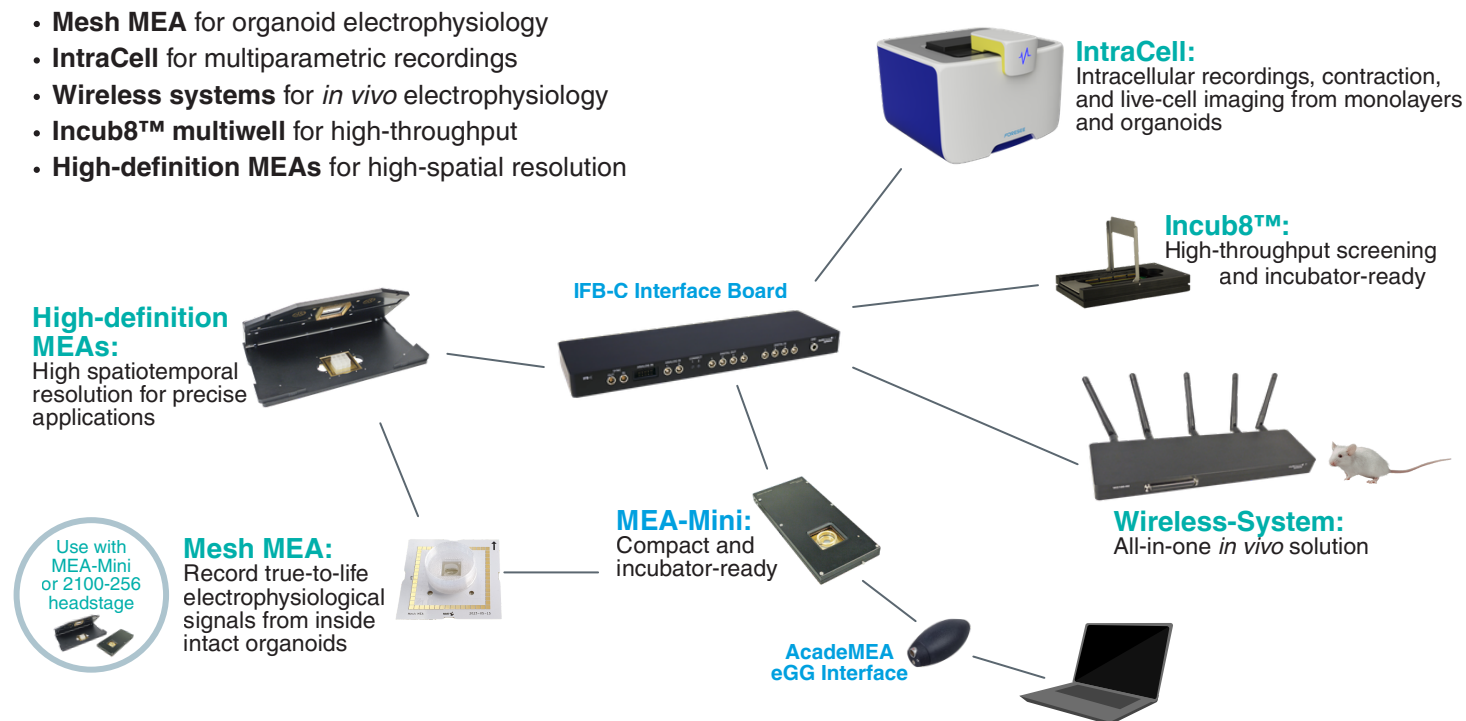 • Mesh MEA for organoid electrophysiology
• IntraCell for multiparametric recordings
• Wireless systems for in vivo electrophysiology
• Incub8™ multiwell for high-throughput
• High-definition MEAs for high-spatial resolution
IntraCell:
Intracellular recordings, contraction,
and live-cell imaging from monolayers
and organoids
Incub8™:
High-throughput screening
and incubator-ready
IFB-C Interface Board
High-definition
MEAs:
High spatiotemporal
resolution for precise
applications
Wireless-System:
All-in-one in vivo solution
MEA-Mini:
Compact and
incubator-ready
Use with
MEA-Mini
or 2100-256
headstage
Mesh MEA:
Record true-to-life
electrophysiological
signals from inside
intact organoids
Mesh MEA
AcadeMEA
eGG Interface